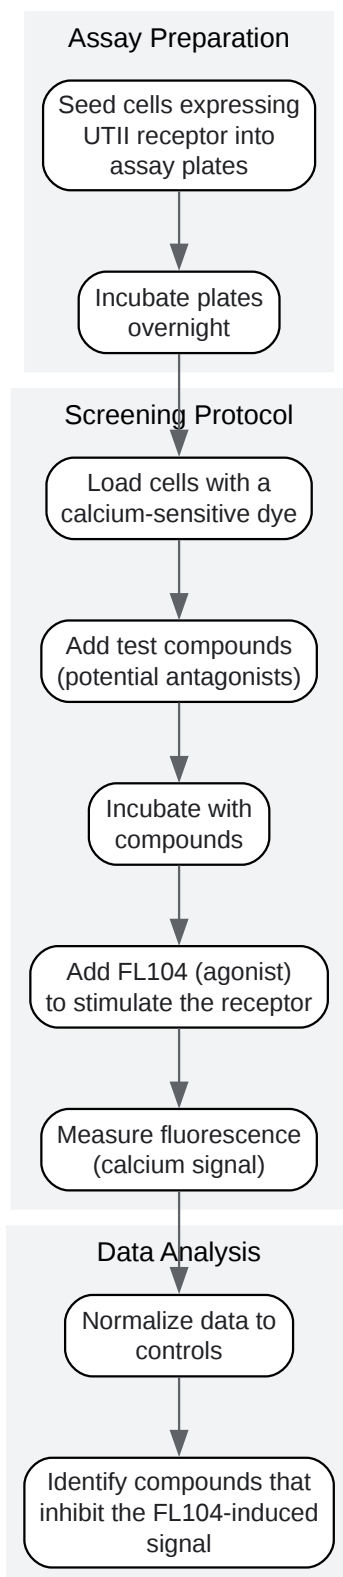 Assay Preparation
Seed cells expressing
UTII receptor into
assay plates
Incubate plates
overnight
Screening Protocol
Load cells with a
calcium-sensitive dye
Add test compounds
(potential antagonists)
Incubate with
compounds
Add FL104 (agonist)
to stimulate the receptor
Measure fluorescence
(calcium signal)
Data Analysis
Normalize data to
controls
Identify compounds that
inhibit the FL104-induced
signal